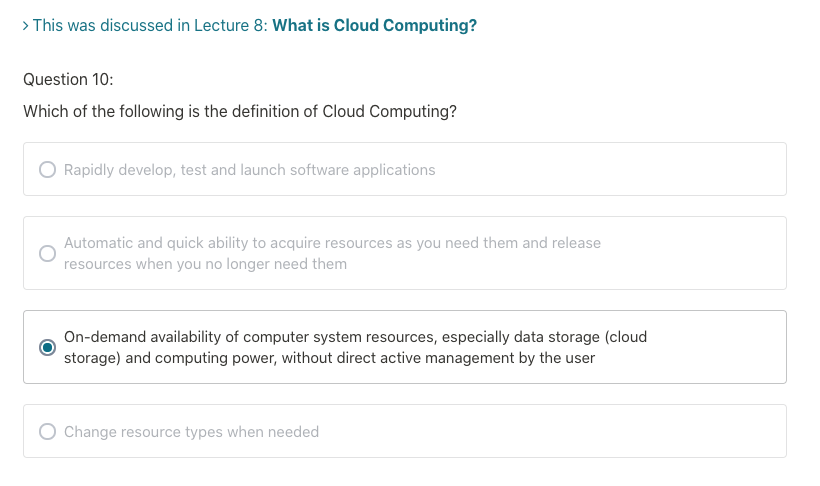 > This was discussed in Lecture 8: What is Cloud Computing?
Question 10:
Which of the following is the definition of Cloud Computing?
Rapidly develop, test and launch software applications
Automatic and quick ability to acquire resources as you need them and release
resources when you no longer need them
On-demand availability of computer system resources, especially data storage (cloud
storage) and computing power, without direct active management by the user
Change resource types when needed